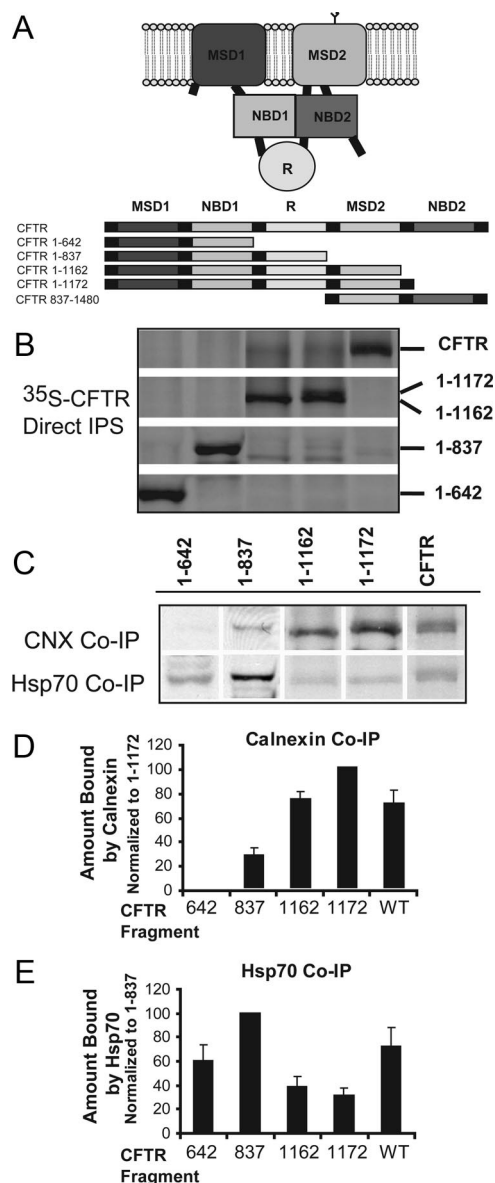 A
MSD1
MSD2
NBD1
NBD2
R
MSD1 NBD1 R MSD2 NBD2
CFTR
CFTR 1-642
CFTR 1-837
CFTR 1-1162
CFTR 1-1172
CFTR 837-1480
B
35S-CFTR
Direct IPS
CFTR
1-1172
1-1162
1-837
1-642
C
1-642 1-837 1-1162 1-1172 CFTR
CNX Co-IP
Hsp70 Co-IP
D
Calnexin Co-IP
Amount Bound
by Calnexin
Normalized to 1-1172
120
100
80
60
40
20
0
642 837 1162 1172 WT
CFTR
Fragment
E
Hsp70 Co-IP
Amount Bound
by Hsp70
Normalized to 1-837
120
100
80
60
40
20
0
642 837 1162 1172 WT
CFTR
Fragment